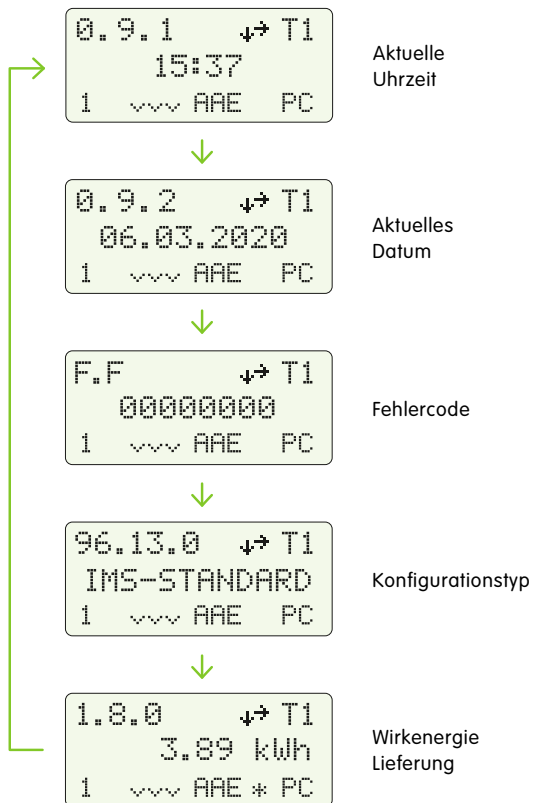 0.9.1 T1
15:37
1 AAE PC
Aktuelle
Uhrzeit
0.9.2 T1
06.03.2020
1 AAE PC
Aktuelles
Datum
F.F T1
00000000
1 AAE PC
Fehlercode
96.13.0 T1
IMS-STANDARD
1 AAE PC
Konfigurationstyp
1.8.0 T1
3.89 kWh
1 AAE * PC
Wirkenergie
Lieferung